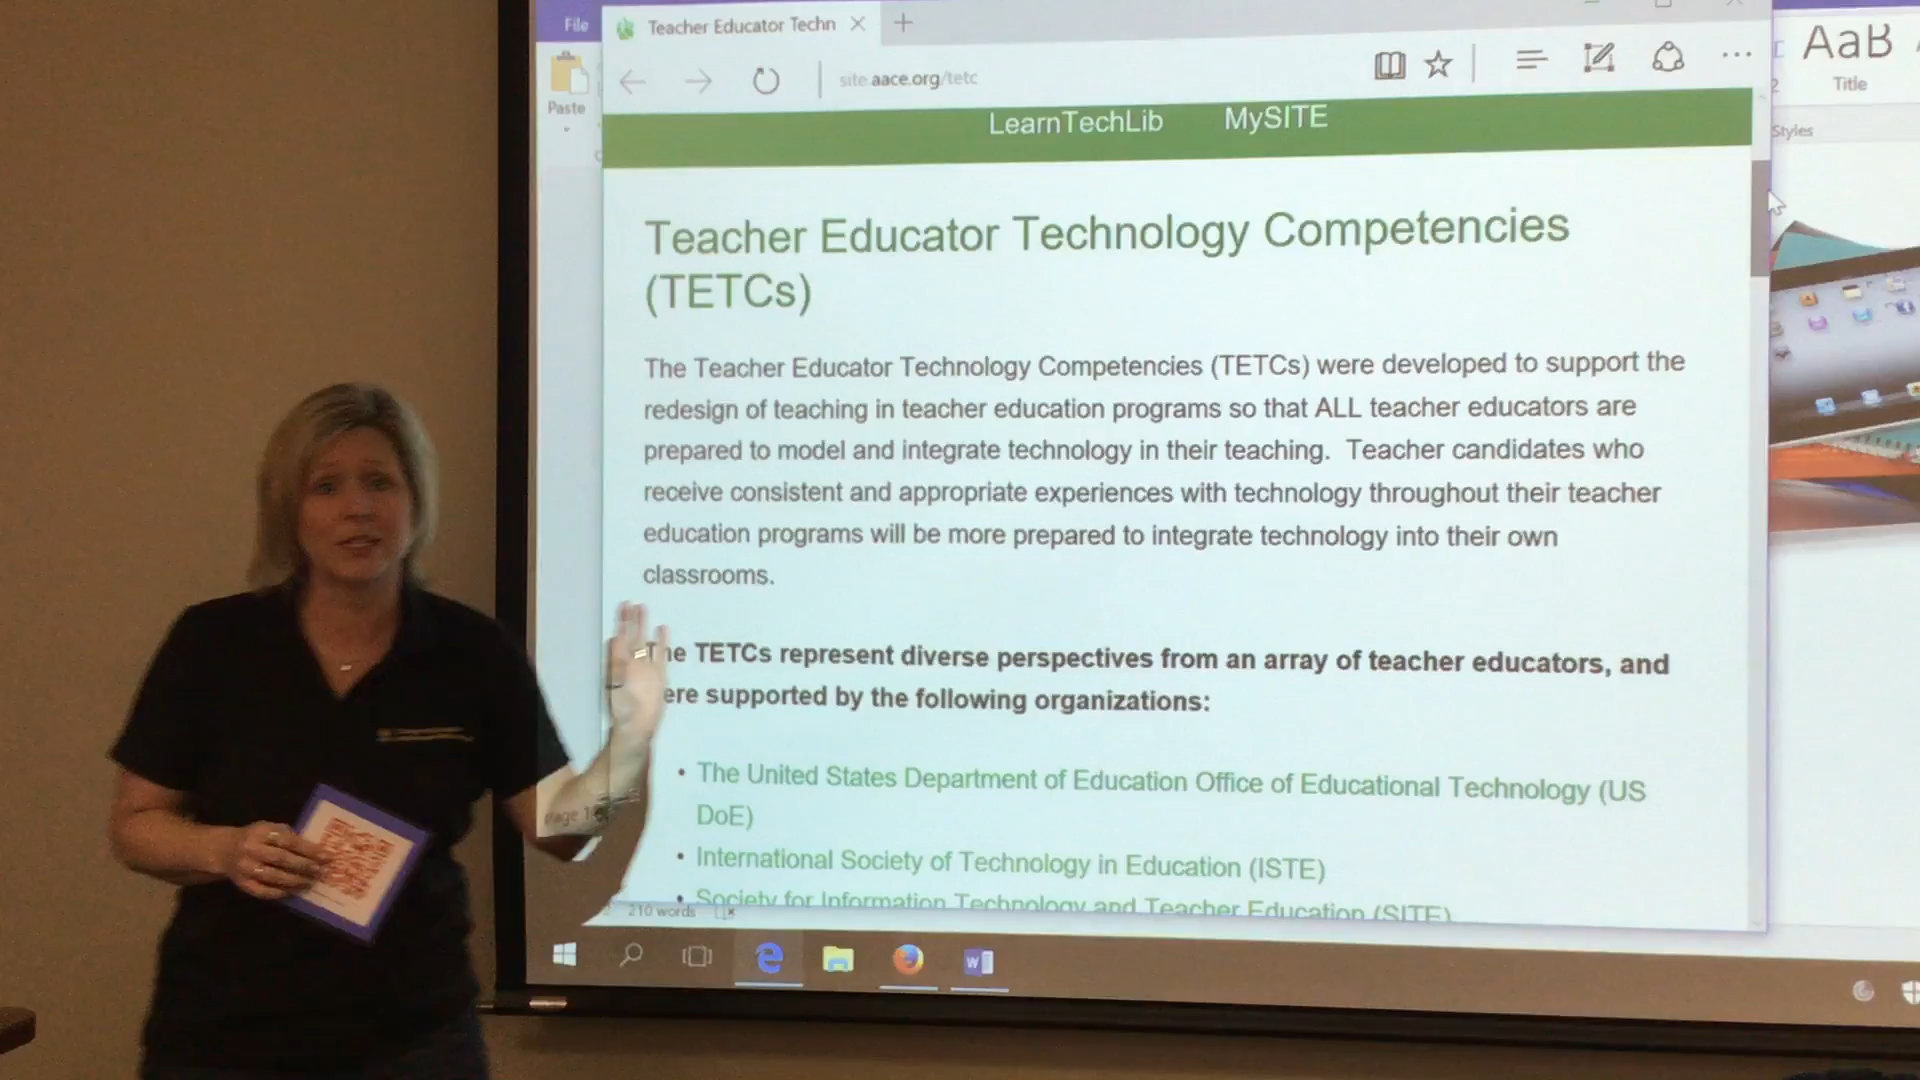 File
Teacher Educator Techn
AaB
Paste
site.aace.org/tetc
Title
LearnTechLib MySITE
Styles
Teacher Educator Technology Competencies
(TETCs)
The Teacher Educator Technology Competencies (TETCs) were developed to support the
redesign of teaching in teacher education programs so that ALL teacher educators are
prepared to model and integrate technology in their teaching. Teacher candidates who
receive consistent and appropriate experiences with technology throughout their teacher
education programs will be more prepared to integrate technology into their own
classrooms.
The TETCs represent diverse perspectives from an array of teacher educators, and
ere supported by the following organizations:
• The United States Department of Education Office of Educational Technology (US
DoE)
• International Society of Technology in Education (ISTE)
• Society for Information Technology and Teacher Education (SITE)
Page 1
210 words